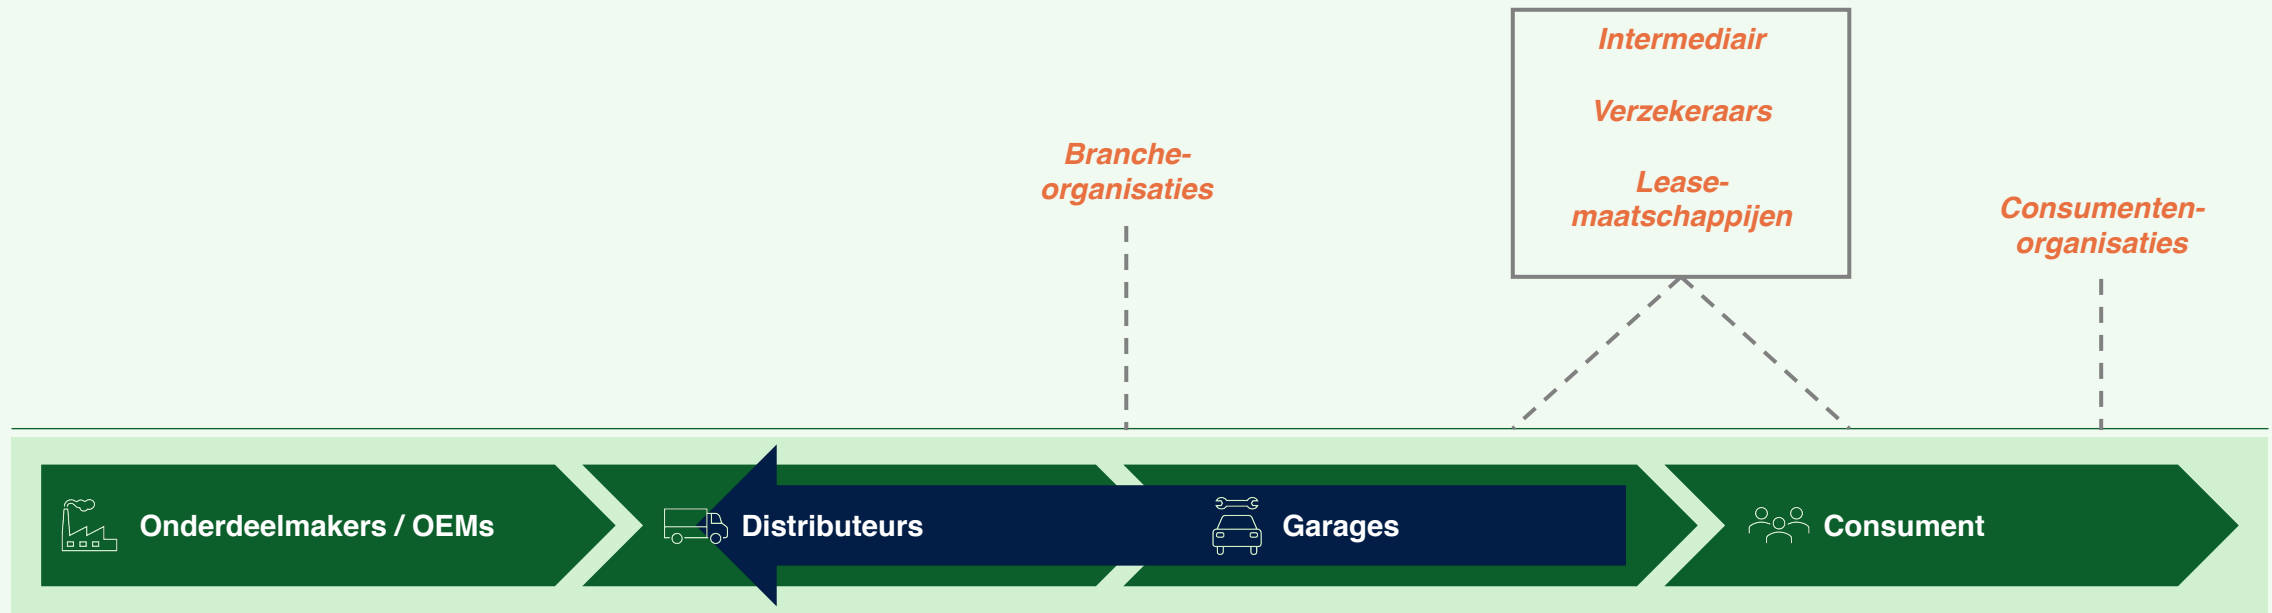 Intermediair
Verzekeraars
Lease-
maatschappijen
Branche-
organisaties
Consumenten-
organisaties
Onderdeelmakers / OEMs
Distributeurs
Garages
Consument